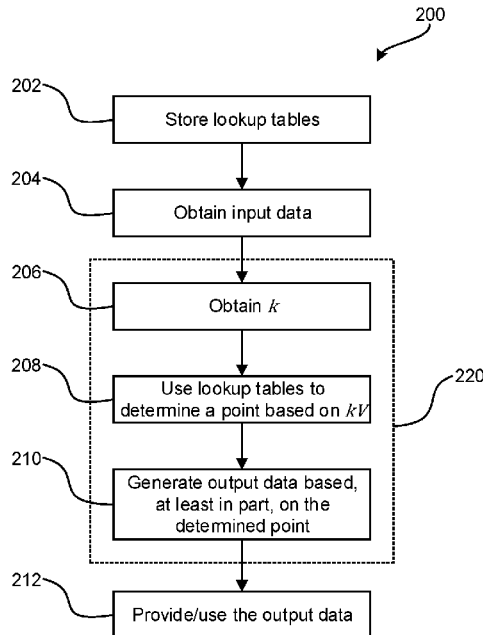 200
202
Store lookup tables
204
Obtain input data
206
Obtain k
208
Use lookup tables to
determine a point based on kV
220
210
Generate output data based,
at least in part, on the
determined point
212
Provide/use the output data